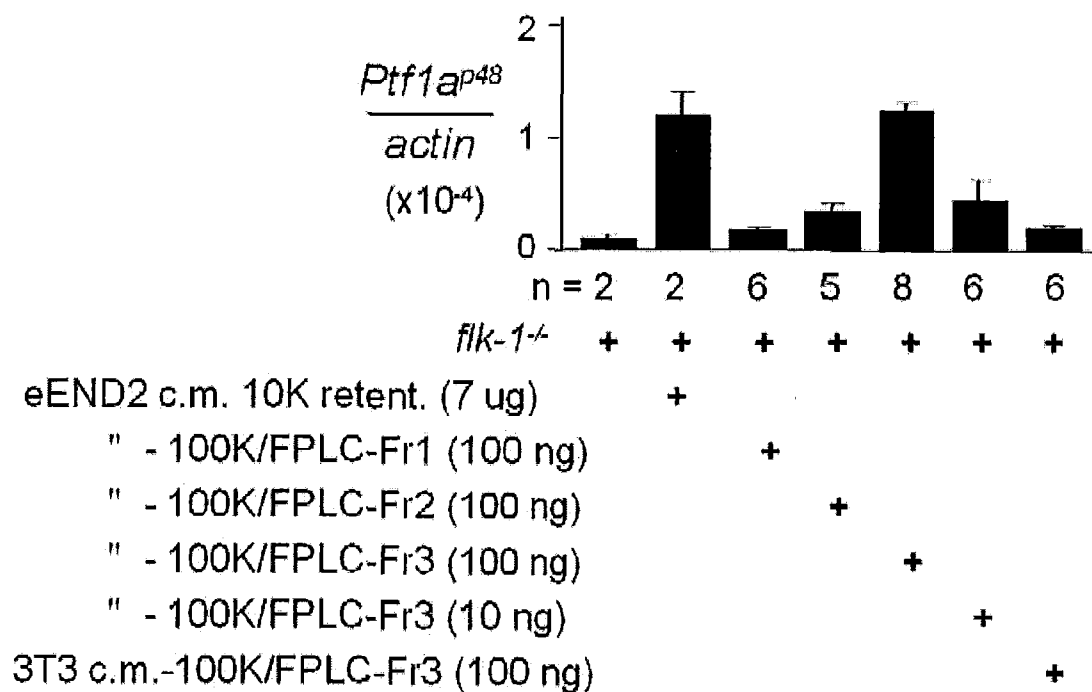 2
Ptf1a^p48
actin
1
(x10^-4)
0
n = 2 2 6 5 8 6 6
flk-1^-/- + + + + + + +
eEND2 c.m. 10K retent. (7 ug) +
" - 100K/FPLC-Fr1 (100 ng) +
" - 100K/FPLC-Fr2 (100 ng) +
" - 100K/FPLC-Fr3 (100 ng) +
" - 100K/FPLC-Fr3 (10 ng) +
3T3 c.m.-100K/FPLC-Fr3 (100 ng) +